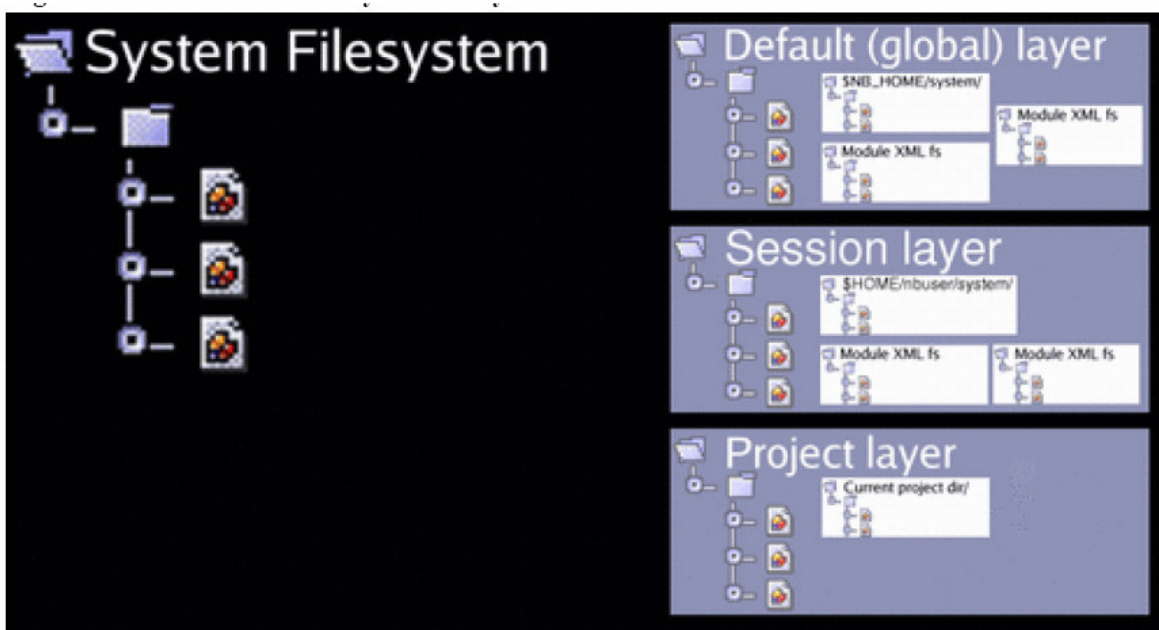 System Filesystem
Default (global) layer
$NB_HOME/system/
Module XML fs
Module XML fs
Session layer
$HOME/nbuser/system/
Module XML fs
Module XML fs
Project layer
Current project dir/